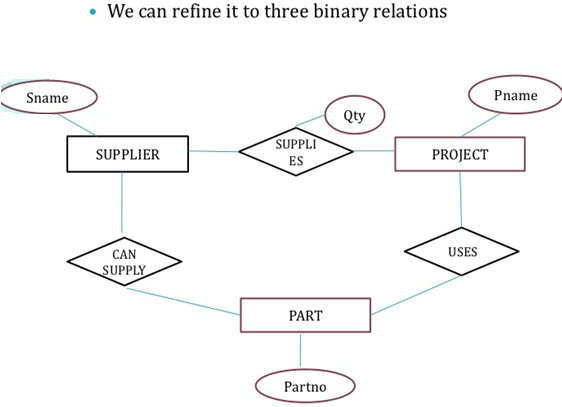 • We can refine it to three binary relations
Sname
Pname
Qty
SUPPLIER
SUPPLI
ES
PROJECT
CAN
SUPPLY
USES
PART
Partno